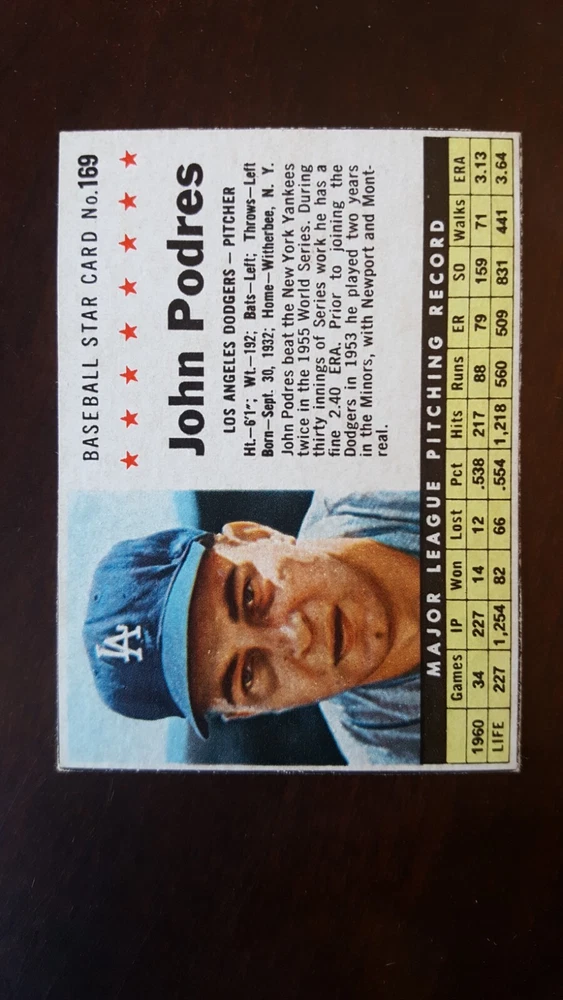 BASEBALL STAR CARD No.169
John Podres
LOS ANGELES DODGERS — PITCHER
Ht.—6'1"; Wt.—192; Bats—Left; Throws—Left
Born—Sept. 30, 1932; Home—Witherbee, N. Y.
John Podres beat the New York Yankees
twice in the 1955 World Series. During
thirty innings of Series work he has a
fine 2.40 ERA. Prior to joining the
Dodgers in 1953 he played two years
in the Minors, with Newport and Mont-
real.
LA
MAJOR LEAGUE PITCHING RECORD
Games IP Won Lost Pct Hits Runs ER SO Walks ERA
1960 34 227 14 12 .538 217 88 79 159 71 3.13
LIFE 227 1,254 82 66 .554 1,218 560 509 831 441 3.64